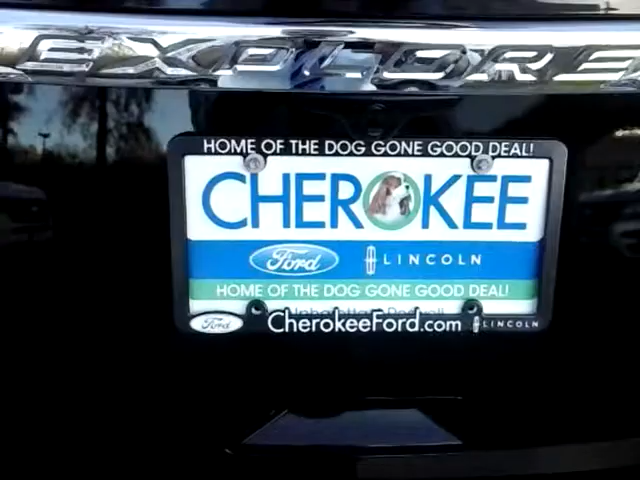 EXPLORE
HOME OF THE DOG GONE GOOD DEAL!
CHEROKEE
Ford LINCOLN
HOME OF THE DOG GONE GOOD DEAL!
Ford CherokeeFord.com LINCOLN